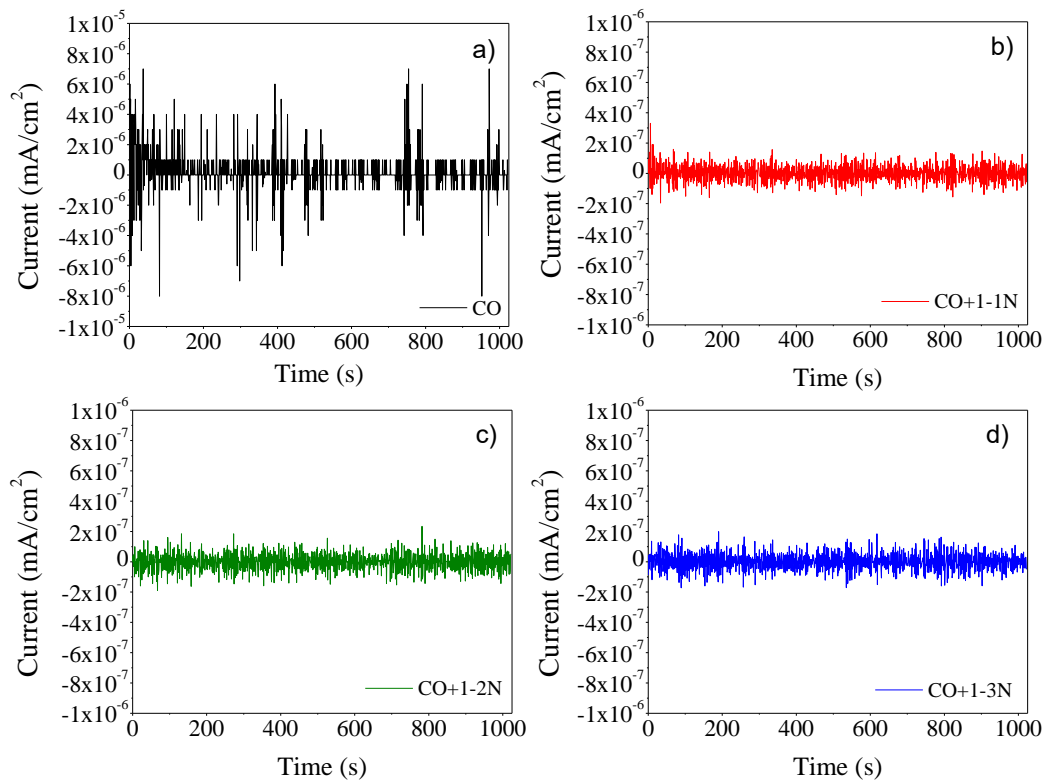 a)
Current (mA/cm²)
1x10⁻⁵
8x10⁻⁶
6x10⁻⁶
4x10⁻⁶
2x10⁻⁶
0
-2x10⁻⁶
-4x10⁻⁶
-6x10⁻⁶
-8x10⁻⁶
-1x10⁻⁵
CO
0 200 400 600 800 1000
Time (s)
b)
Current (mA/cm²)
1x10⁻⁶
8x10⁻⁷
6x10⁻⁷
4x10⁻⁷
2x10⁻⁷
0
-2x10⁻⁷
-4x10⁻⁷
-6x10⁻⁷
-8x10⁻⁷
-1x10⁻⁶
CO+1-1N
0 200 400 600 800 1000
Time (s)
c)
Current (mA/cm²)
1x10⁻⁶
8x10⁻⁷
6x10⁻⁷
4x10⁻⁷
2x10⁻⁷
0
-2x10⁻⁷
-4x10⁻⁷
-6x10⁻⁷
-8x10⁻⁷
-1x10⁻⁶
CO+1-2N
0 200 400 600 800 1000
Time (s)
d)
Current (mA/cm²)
1x10⁻⁶
8x10⁻⁷
6x10⁻⁷
4x10⁻⁷
2x10⁻⁷
0
-2x10⁻⁷
-4x10⁻⁷
-6x10⁻⁷
-8x10⁻⁷
-1x10⁻⁶
CO+1-3N
0 200 400 600 800 1000
Time (s)